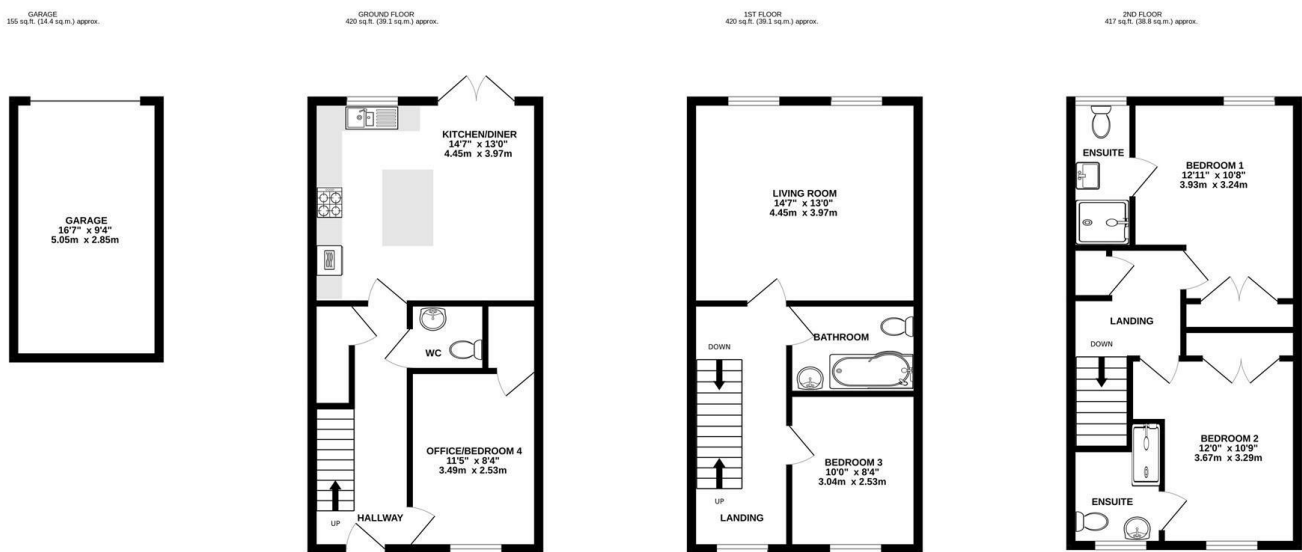 GARAGE
155 sq.ft. (14.4 sq.m.) approx.
GROUND FLOOR
420 sq.ft. (39.1 sq.m.) approx.
1ST FLOOR
420 sq.ft. (39.1 sq.m.) approx.
2ND FLOOR
417 sq.ft. (38.8 sq.m.) approx.
GARAGE
16'7" x 9'4"
5.05m x 2.85m
KITCHEN/DINER
14'7" x 13'0"
4.45m x 3.97m
WC
OFFICE/BEDROOM 4
11'5" x 8'4"
3.49m x 2.53m
UP
HALLWAY
LIVING ROOM
14'7" x 13'0"
4.45m x 3.97m
BATHROOM
DOWN
BEDROOM 3
10'0" x 8'4"
3.04m x 2.53m
UP
LANDING
ENSUITE
BEDROOM 1
12'11" x 10'8"
3.93m x 3.24m
LANDING
DOWN
BEDROOM 2
12'0" x 10'9"
3.67m x 3.29m
ENSUITE